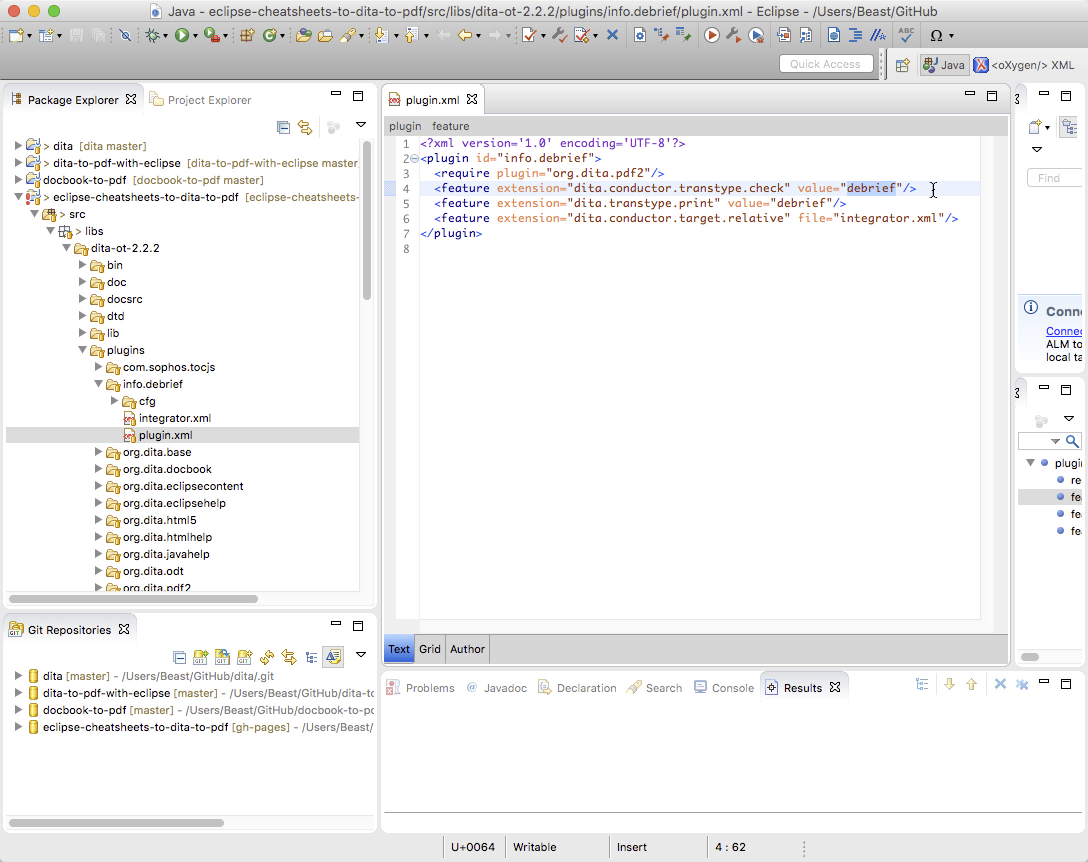 Java - eclipse-cheatsheets-to-dita-to-pdf/src/libs/dita-ot-2.2.2/plugins/info.debrief/plugin.xml - Eclipse - /Users/Beast/GitHub
Quick Access
Java
<oXygen/> XML
Package Explorer
Project Explorer
> dita [dita master]
> dita-to-pdf-with-eclipse [dita-to-pdf-with-eclipse master
docbook-to-pdf [docbook-to-pdf master]
> eclipse-cheatsheets-to-dita-to-pdf [eclipse-cheatsheets-
> src
> libs
dita-ot-2.2.2
bin
doc
docsrc
dtd
lib
plugins
com.sophos.tocjs
info.debrief
cfg
integrator.xml
plugin.xml
org.dita.base
org.dita.docbook
org.dita.eclipsecontent
org.dita.eclipsehelp
org.dita.html5
org.dita.htmlhelp
org.dita.javahelp
org.dita.odt
org.dita.pdf2
Git Repositories
dita [master] - /Users/Beast/GitHub/dita/.git
dita-to-pdf-with-eclipse [master] - /Users/Beast/GitHub/dita-to
docbook-to-pdf [master] - /Users/Beast/GitHub/docbook-to-pd
eclipse-cheatsheets-to-dita-to-pdf [gh-pages] - /Users/Beast/
plugin.xml
plugin feature
1 <?xml version='1.0' encoding='UTF-8'?>
2 <plugin id="info.debrief">
3 <require plugin="org.dita.pdf2"/>
4 <feature extension="dita.conductor.transtype.check" value="debrief"/>
5 <feature extension="dita.transtype.print" value="debrief"/>
6 <feature extension="dita.conductor.target.relative" file="integrator.xml"/>
7 </plugin>
8
Text Grid Author
Problems
@ Javadoc
Declaration
Search
Console
Results
Find
Conn
Connec
ALM to
local ta
plugi
re
fe
fe
fe
U+0064
Writable
Insert
4 : 62